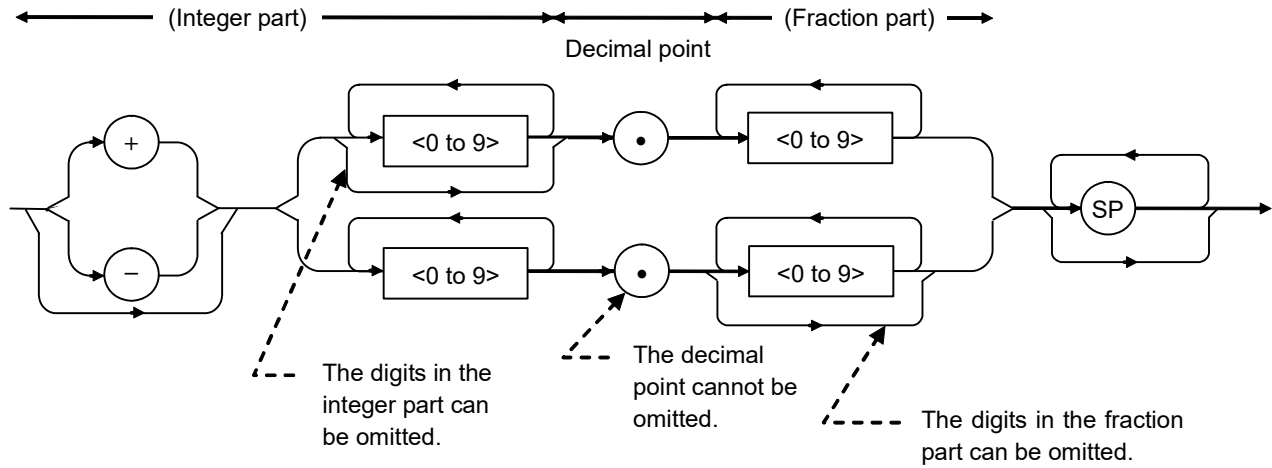 (Integer part)
(Fraction part)
Decimal point
+
<0 to 9>
.
<0 to 9>
SP
−
<0 to 9>
.
<0 to 9>
The digits in the
integer part can
be omitted.
The decimal
point cannot be
omitted.
The digits in the fraction
part can be omitted.